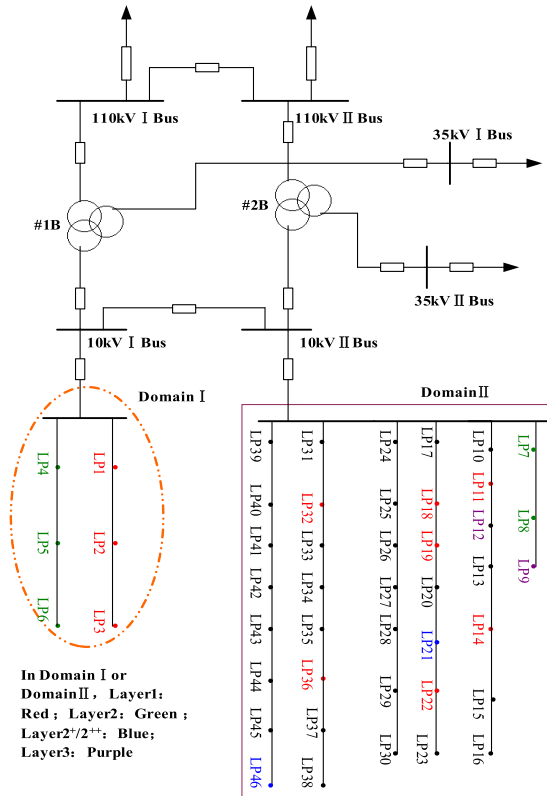 110kV Ⅰ Bus
110kV Ⅱ Bus
35kV Ⅰ Bus
#1B
#2B
35kV Ⅱ Bus
10kV Ⅰ Bus
10kV Ⅱ Bus
Domain Ⅰ
DomainⅡ
LP4
LP5
LP6
LP1
LP2
LP3
LP39
LP40
LP41
LP42
LP43
LP44
LP45
LP46
LP31
LP32
LP33
LP34
LP35
LP36
LP37
LP38
LP24
LP25
LP26
LP27
LP28
LP29
LP30
LP17
LP18
LP19
LP20
LP21
LP22
LP23
LP10
LP11
LP12
LP13
LP14
LP15
LP16
LP7
LP8
LP9
In Domain Ⅰ or
DomainⅡ, Layer1:
Red; Layer2: Green;
Layer2⁺/2⁺⁺: Blue;
Layer3: Purple